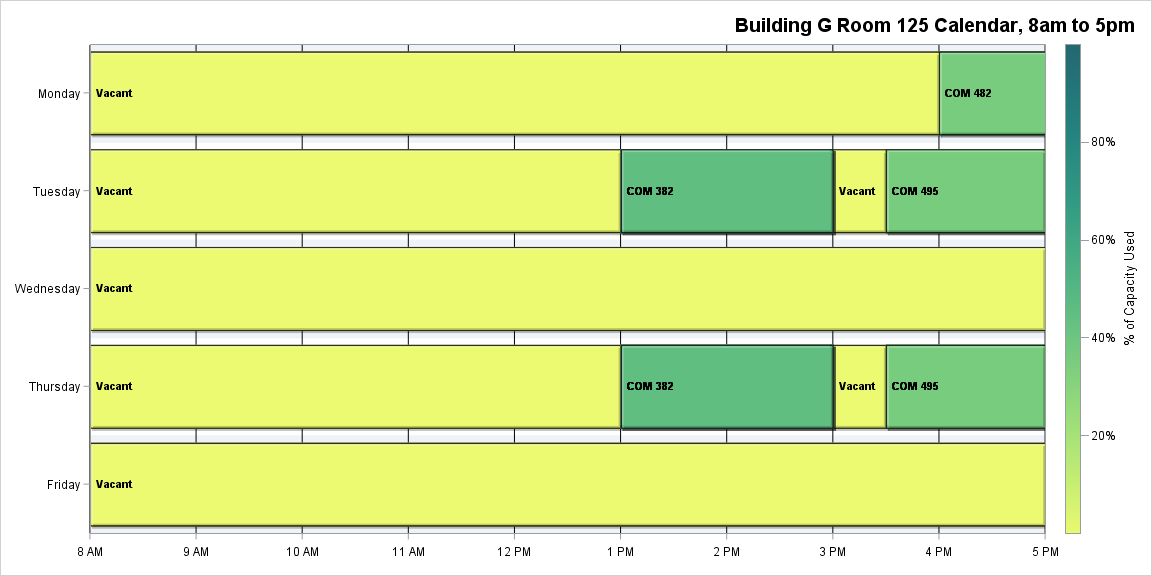 Building G Room 125 Calendar, 8am to 5pm
Monday Vacant COM 482
Tuesday Vacant COM 382 Vacant COM 495
Wednesday Vacant
Thursday Vacant COM 382 Vacant COM 495
Friday Vacant
8 AM 9 AM 10 AM 11 AM 12 PM 1 PM 2 PM 3 PM 4 PM 5 PM
80%
60%
40%
20%
% of Capacity Used